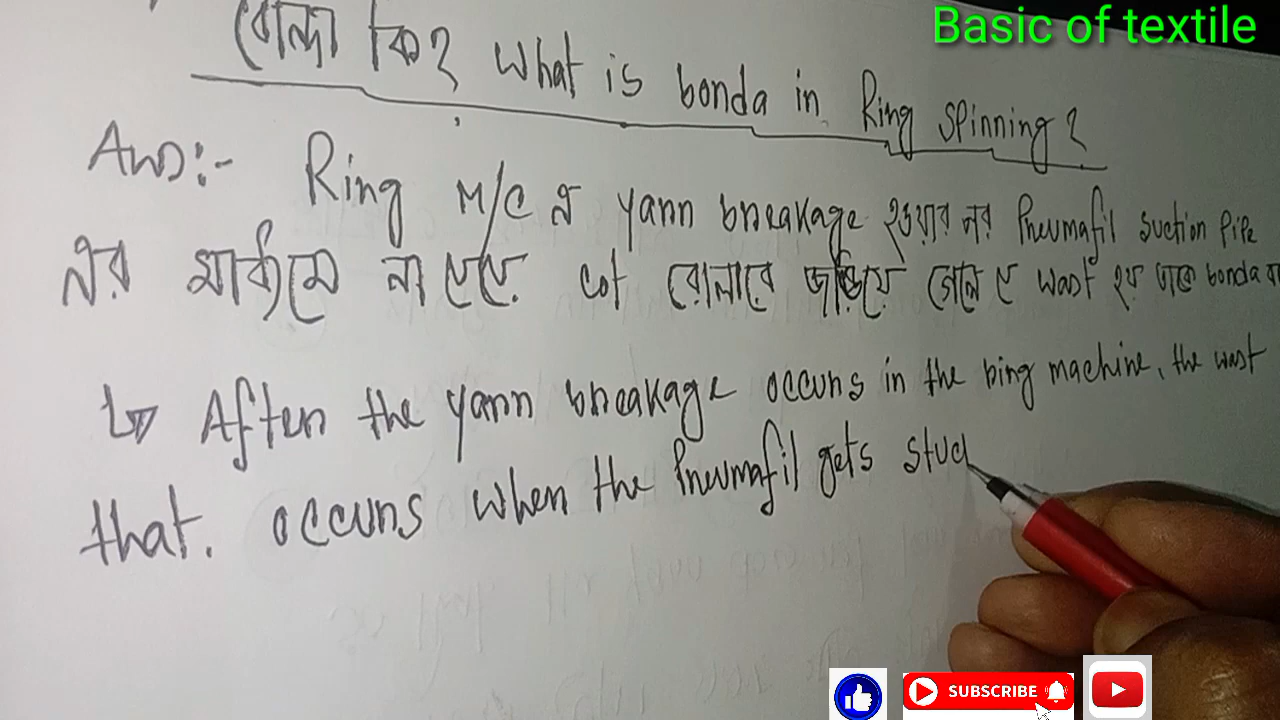 Basic of textile
বোন্দা কি? What is bonda in Ring Spinning?
Ans:- Ring M/C এ yarn breakage হওয়ার পর Pneumafil suction Pipe
এর মাধ্যমে না যেয়ে cot রোলারে জড়িয়ে গেলে যে wast হয় তাকে bonda
↳ After the yarn breakage occurs in the ring machine, the wast
that. occurs when the Pneumafil gets stuc
SUBSCRIBE